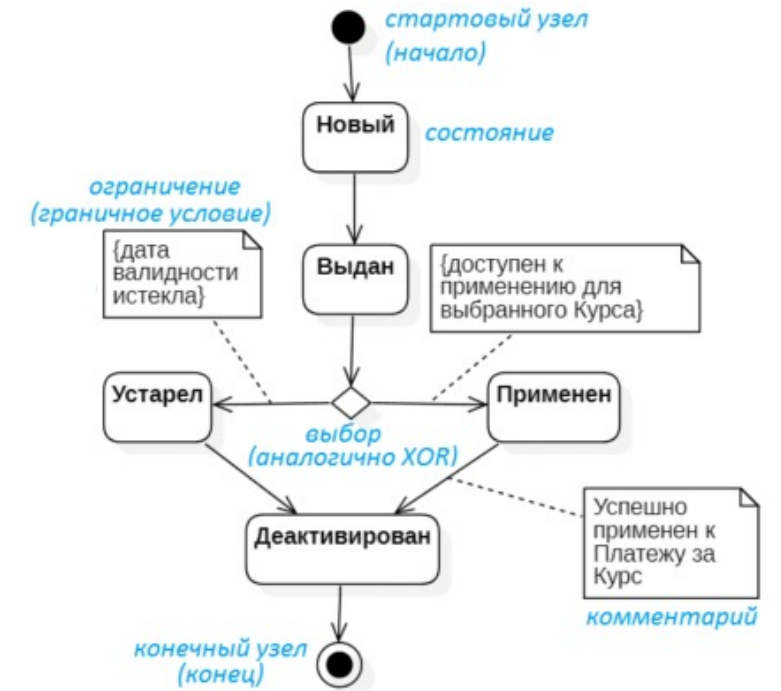 стартовый узел
(начало)
Новый
состояние
ограничение
(граничное условие)
{дата
валидности
истекла}
Выдан
{доступен к
применению для
выбранного Курса}
Устарел
Применен
выбор
(аналогично XOR)
Деактивирован
Успешно
применен к
Платежу за
Курс
комментарий
конечный узел
(конец)